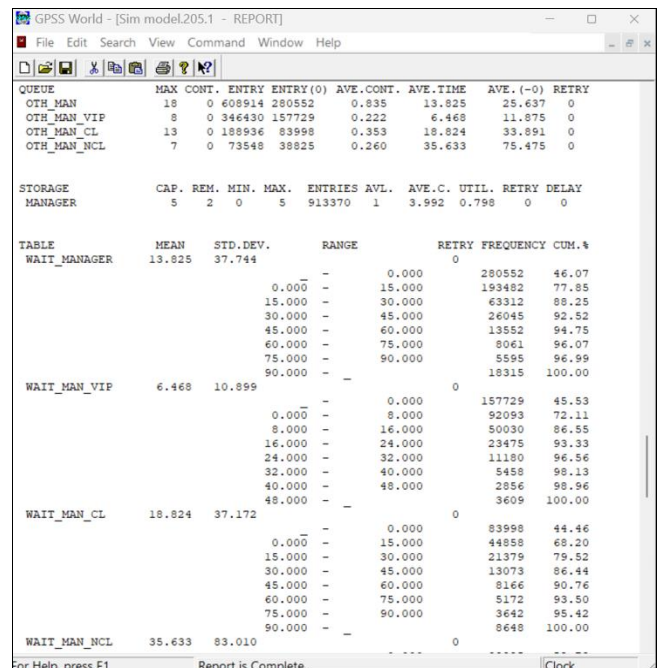 GPSS World - [Sim model.205.1 - REPORT]
File Edit Search View Command Window Help
QUEUE MAX CONT. ENTRY ENTRY(0) AVE.CONT. AVE.TIME AVE.(-0) RETRY
OTH_MAN 18 0 608914 280552 0.835 13.825 25.637 0
OTH_MAN_VIP 8 0 346430 157729 0.222 6.468 11.875 0
OTH_MAN_CL 13 0 188936 83998 0.353 18.824 33.891 0
OTH_MAN_NCL 7 0 73548 38825 0.260 35.633 75.475 0
STORAGE CAP. REM. MIN. MAX. ENTRIES AVL. AVE.C. UTIL. RETRY DELAY
MANAGER 5 2 0 5 913370 1 3.992 0.798 0 0
TABLE MEAN STD.DEV. RANGE RETRY FREQUENCY CUM.%
WAIT_MANAGER 13.825 37.744 0
_ - 0.000 280552 46.07
0.000 - 15.000 193482 77.85
15.000 - 30.000 63312 88.25
30.000 - 45.000 26045 92.52
45.000 - 60.000 13552 94.75
60.000 - 75.000 8061 96.07
75.000 - 90.000 5595 96.99
90.000 - _ 18315 100.00
WAIT_MAN_VIP 6.468 10.899 0
_ - 0.000 157729 45.53
0.000 - 8.000 92093 72.11
8.000 - 16.000 50030 86.55
16.000 - 24.000 23475 93.33
24.000 - 32.000 11180 96.56
32.000 - 40.000 5458 98.13
40.000 - 48.000 2856 98.96
48.000 - _ 3609 100.00
WAIT_MAN_CL 18.824 37.172 0
_ - 0.000 83998 44.46
0.000 - 15.000 44858 68.20
15.000 - 30.000 21379 79.52
30.000 - 45.000 13073 86.44
45.000 - 60.000 8166 90.76
60.000 - 75.000 5172 93.50
75.000 - 90.000 3642 95.42
90.000 - _ 8648 100.00
WAIT_MAN_NCL 35.633 83.010 0
For Help, press F1 Report is Complete. Clock